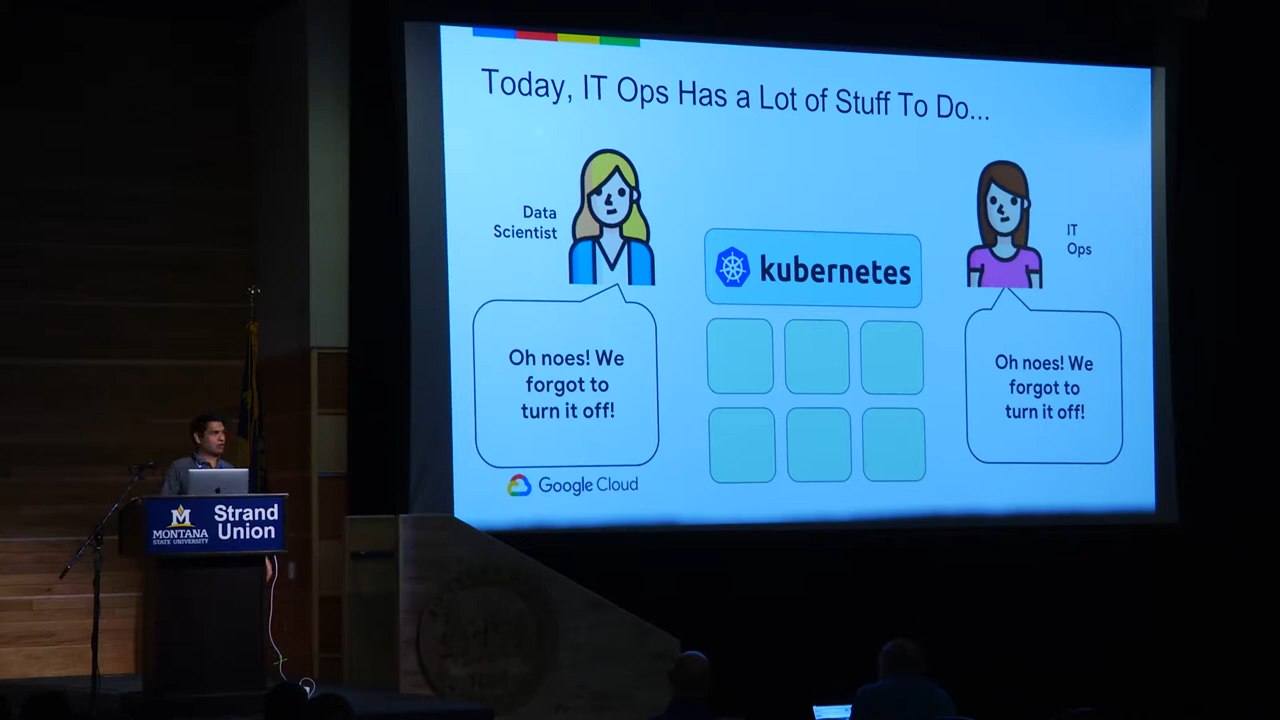 Today, IT Ops Has a Lot of Stuff To Do...
Data
Scientist
IT
Ops
kubernetes
Oh noes! We
forgot to
turn it off!
Oh noes! We
forgot to
turn it off!
Google Cloud
Strand
Union
MONTANA
STATE UNIVERSITY